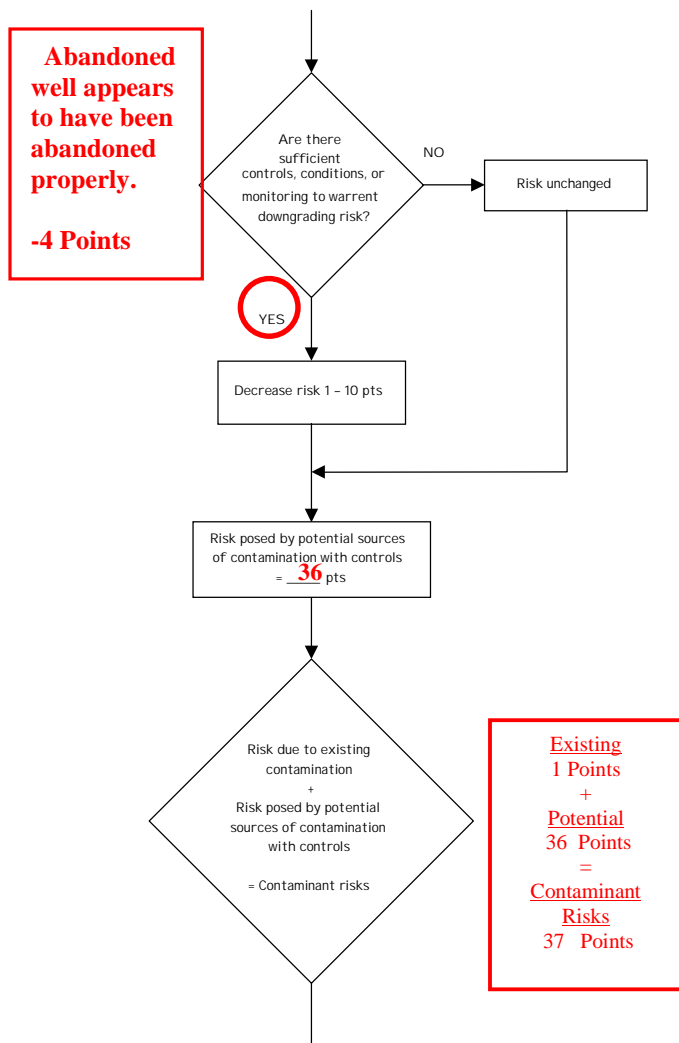 Abandoned
well appears
to have been
abandoned
properly.
-4 Points
Are there
sufficient
controls, conditions, or
monitoring to warrent
downgrading risk?
NO
Risk unchanged
YES
Decrease risk 1 – 10 pts
Risk posed by potential sources
of contamination with controls
= 36 pts
Risk due to existing
contamination
+
Risk posed by potential
sources of contamination
with controls
= Contaminant risks
Existing
1 Points
+
Potential
36 Points
=
Contaminant
Risks
37 Points